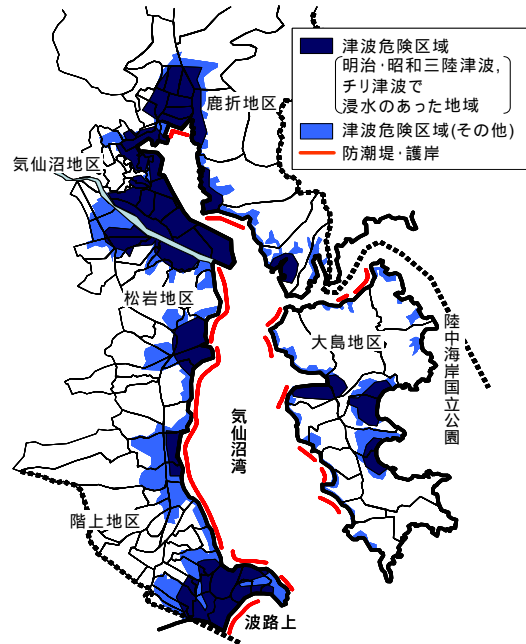 津波危険区域
明治・昭和三陸津波,
チリ津波で
浸水のあった地域
津波危険区域(その他)
防潮堤・護岸
鹿折地区
気仙沼地区
松岩地区
大島地区
陸中海岸国立公園
気仙沼湾
階上地区
波路上